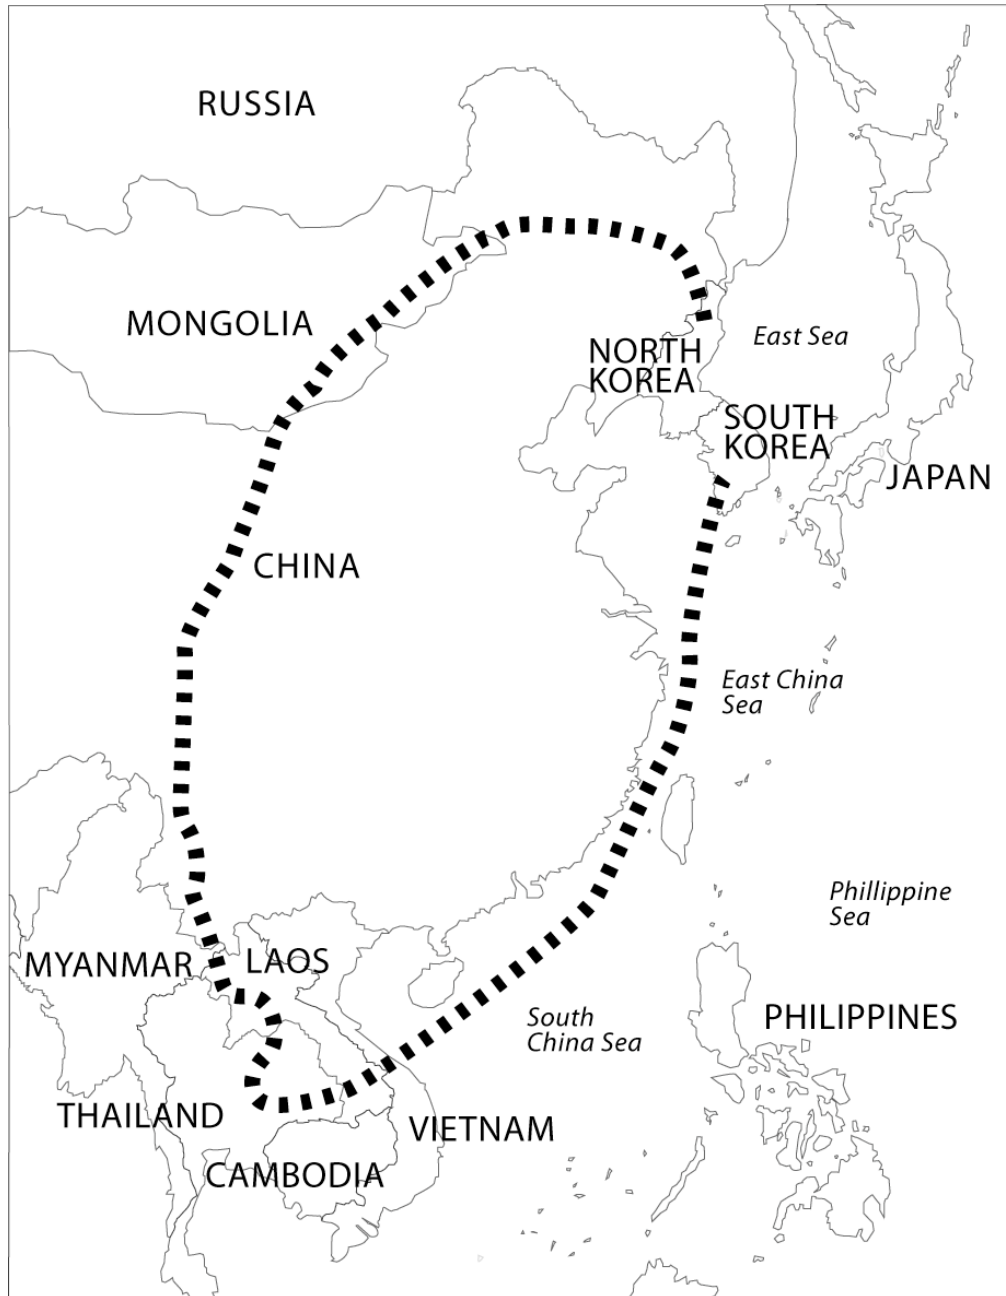 RUSSIA
MONGOLIA
East Sea
NORTH
KOREA
SOUTH
KOREA
JAPAN
CHINA
East China
Sea
Phillippine
Sea
MYANMAR
LAOS
South
China Sea
PHILIPPINES
THAILAND
VIETNAM
CAMBODIA